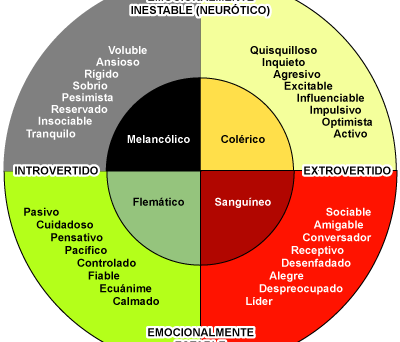 EMOCIONALMENTE
INESTABLE (NEURÓTICO)
Voluble
Ansioso
Rígido
Sobrio
Pesimista
Reservado
Insociable
Tranquilo
Quisquilloso
Inquieto
Agresivo
Excitable
Influenciable
Impulsivo
Optimista
Activo
Melancólico
Colérico
INTROVERTIDO
EXTROVERTIDO
Flemático
Sanguíneo
Pasivo
Cuidadoso
Pensativo
Pacífico
Controlado
Fiable
Ecuánime
Calmado
Sociable
Amigable
Conversador
Receptivo
Desenfadado
Alegre
Despreocupado
Líder
EMOCIONALMENTE